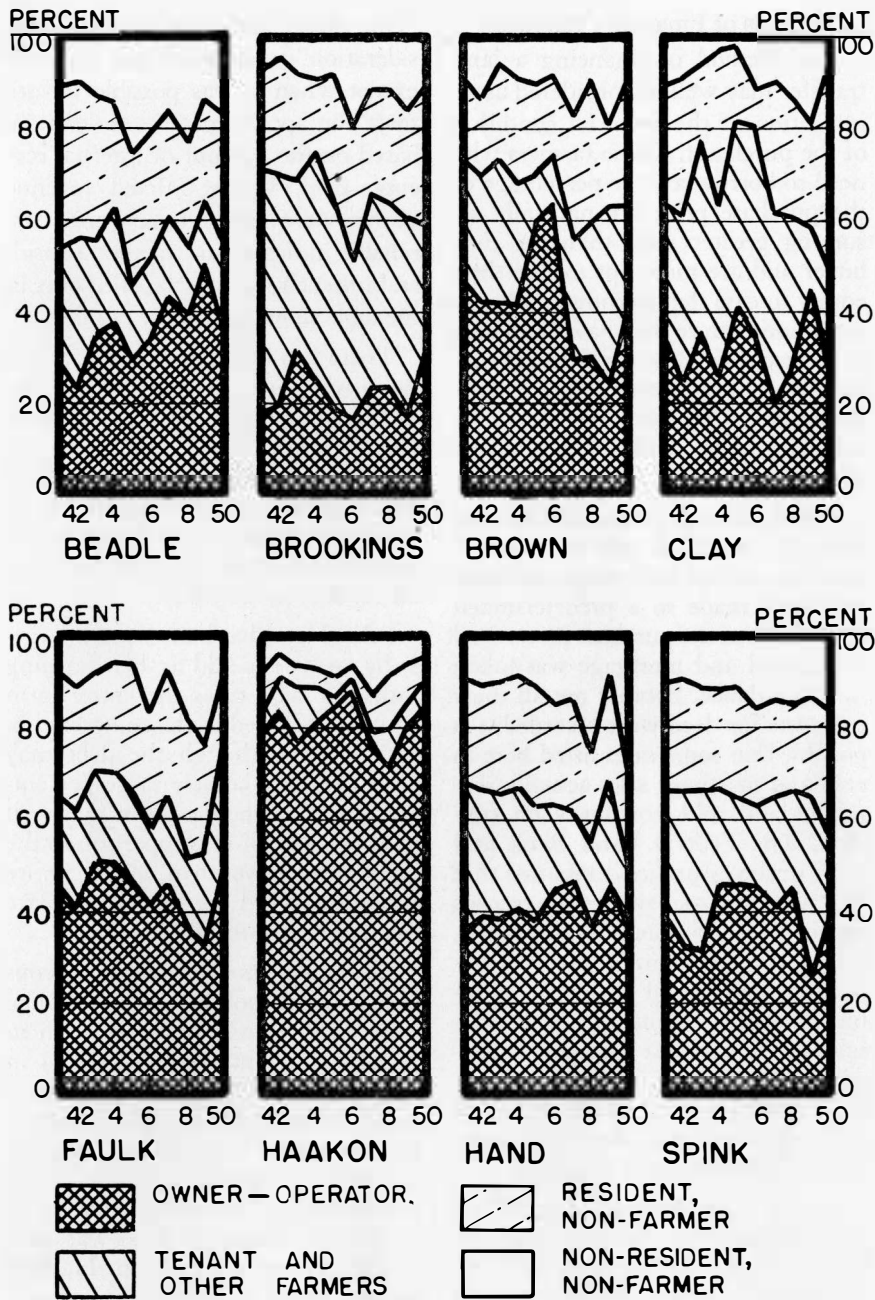 PERCENT PERCENT
100 100
80 80
60 60
40 40
20 20
0 0
42 4 6 8 50 42 4 6 8 50 42 4 6 8 50 42 4 6 8 50
BEADLE BROOKINGS BROWN CLAY
PERCENT PERCENT
100 100
80 80
60 60
40 40
20 20
0 0
42 4 6 8 50 42 4 6 8 50 42 4 6 8 50 42 4 6 8 50
FAULK HAAKON HAND SPINK
OWNER — OPERATOR. RESIDENT,
NON-FARMER
TENANT AND NON-RESIDENT,
OTHER FARMERS NON-FARMER